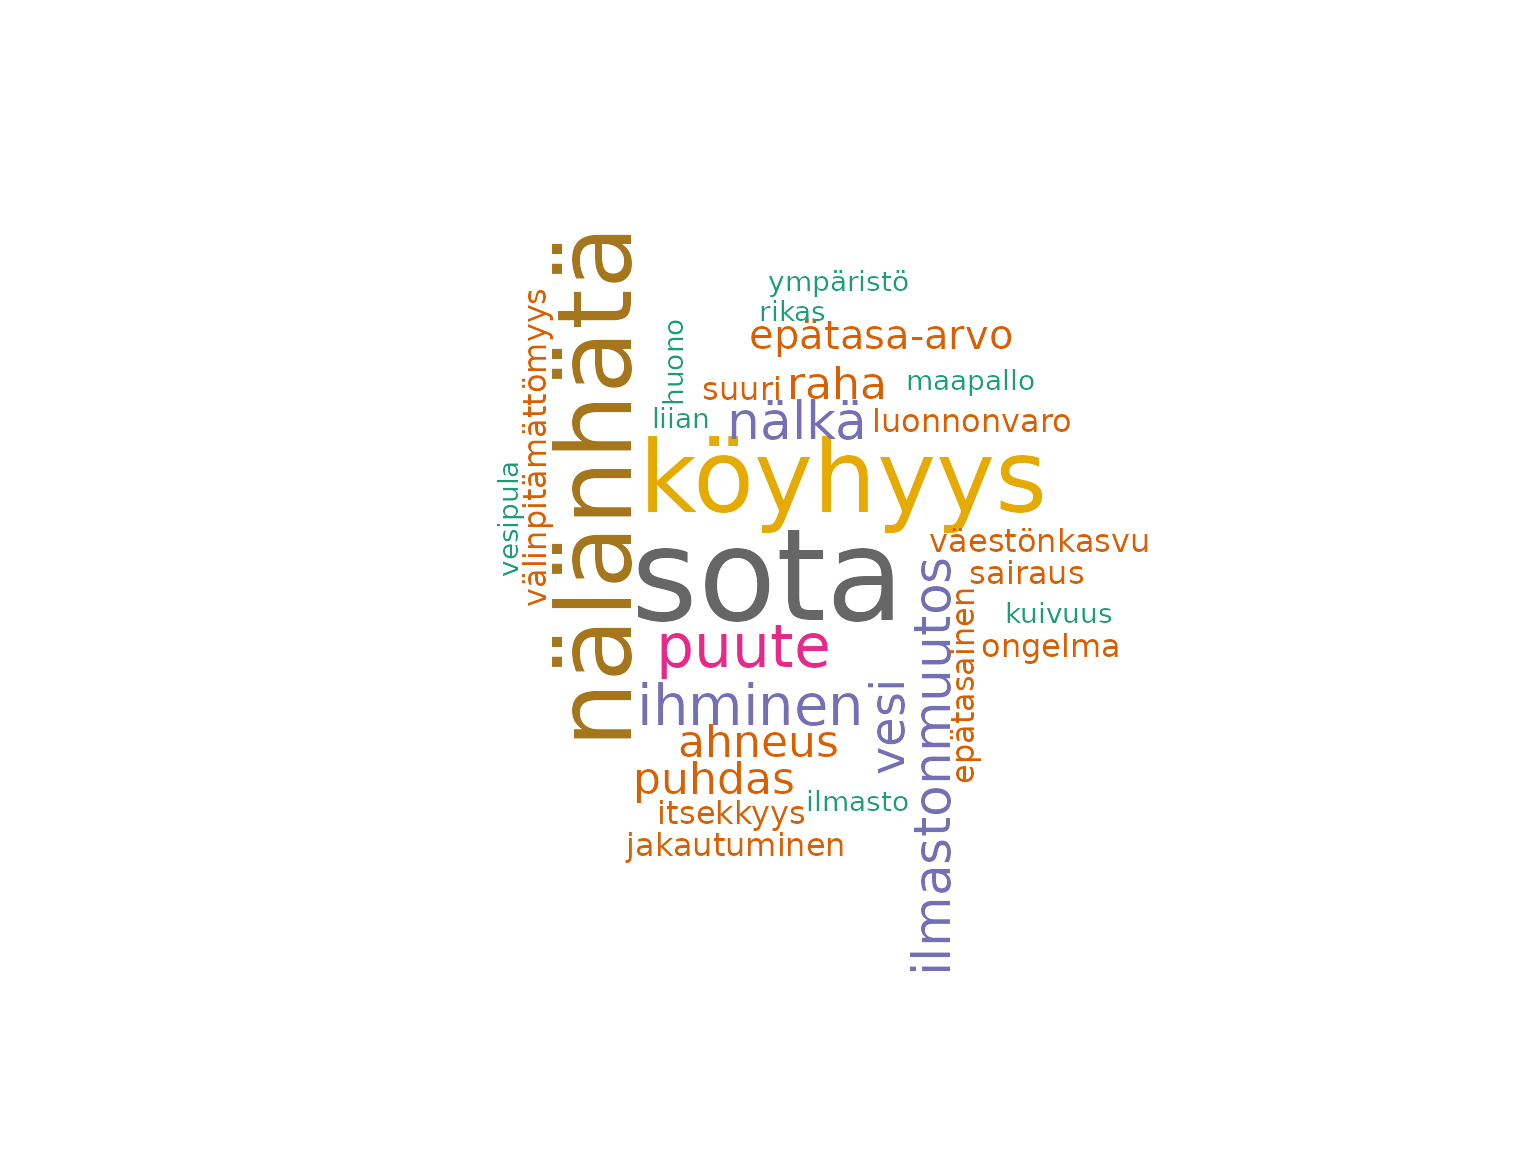 ympäristö
rikas
epätasa-arvo
huono
suuri
raha
maapallo
liian
nälkä
luonnonvaro
köyhyys
nälänhätä
välinpitämättömyys
vesipula
sota
väestönkasvu
sairaus
kuivuus
ongelma
epätasainen
ilmastonmuutos
vesi
puute
ihminen
ahneus
puhdas
ilmasto
itsekkyys
jakautuminen